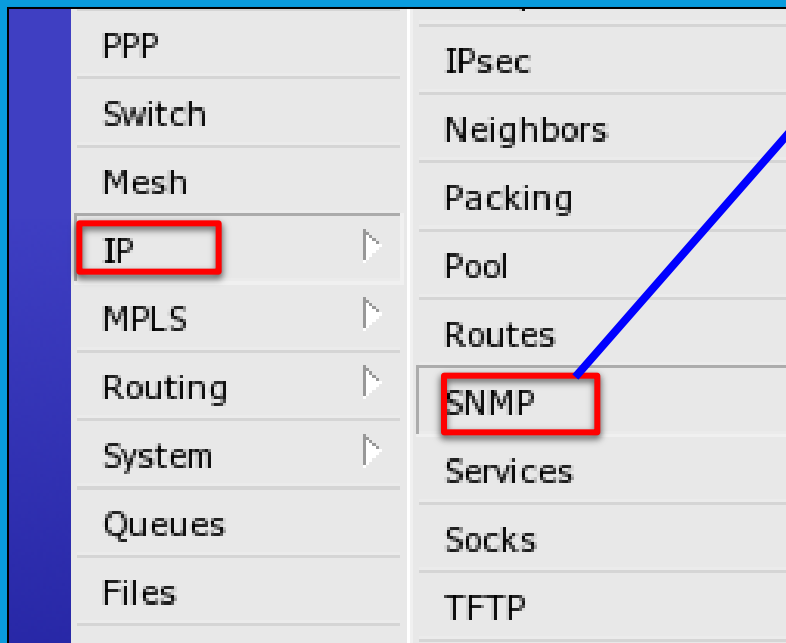 PPP
Switch
Mesh
IP
MPLS
Routing
System
Queues
Files
IPsec
Neighbors
Packing
Pool
Routes
SNMP
Services
Socks
TFTP